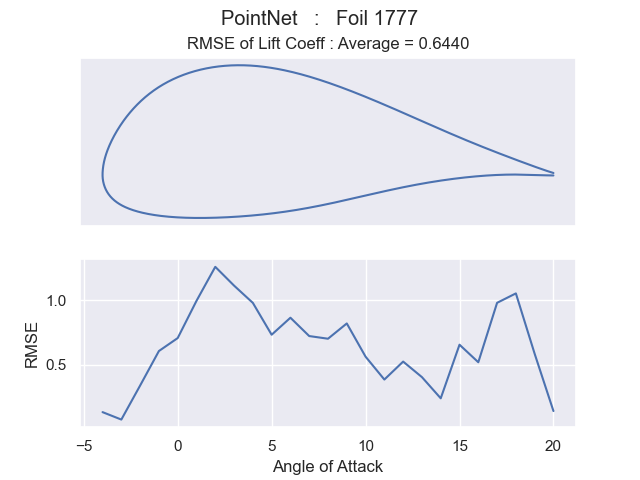 PointNet : Foil 1777
RMSE of Lift Coeff : Average = 0.6440
1.0
0.5
RMSE
−5 0 5 10 15 20
Angle of Attack